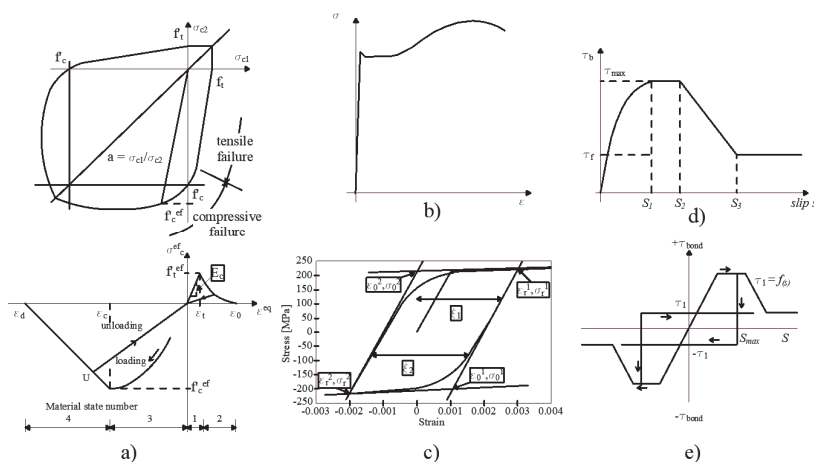 f't
σc2
f'c
σc1
ft
a = σc1/σc2
tensile
failure
f'c
f'c ef
compressive
failure
σ ef c
f't ef
Ec
εd
εc
εt
ε0
ε eq
unloading
loading
U
f'c ef
Material state number
4
3
1
2
a)
σ
ε
b)
250
200
150
100
50
0
-50
-100
-150
-200
-250
Stress [MPa]
ε0 2, σ0 2
εr 1, σr 1
ξ1
ξ2
εr 2, σr 2
ε0 1, σ0 1
-0.003
-0.002
-0.001
0
0.001
0.002
0.003
0.004
Strain
c)
τb
τmax
τf
S1
S2
S3
slip s
d)
+τbond
τ1 = f(s)
τ1
Smax
S
-τ1
-τbond
e)